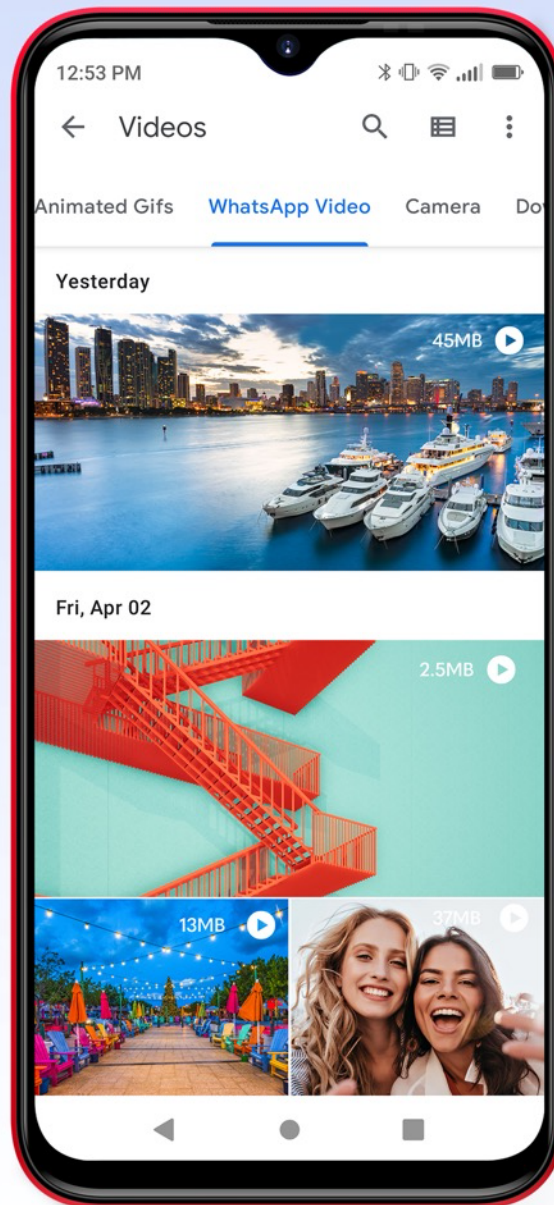 12:53 PM
Videos
Animated Gifs WhatsApp Video Camera
Yesterday
45MB
Fri, Apr 02
2.5MB
13MB
37MB